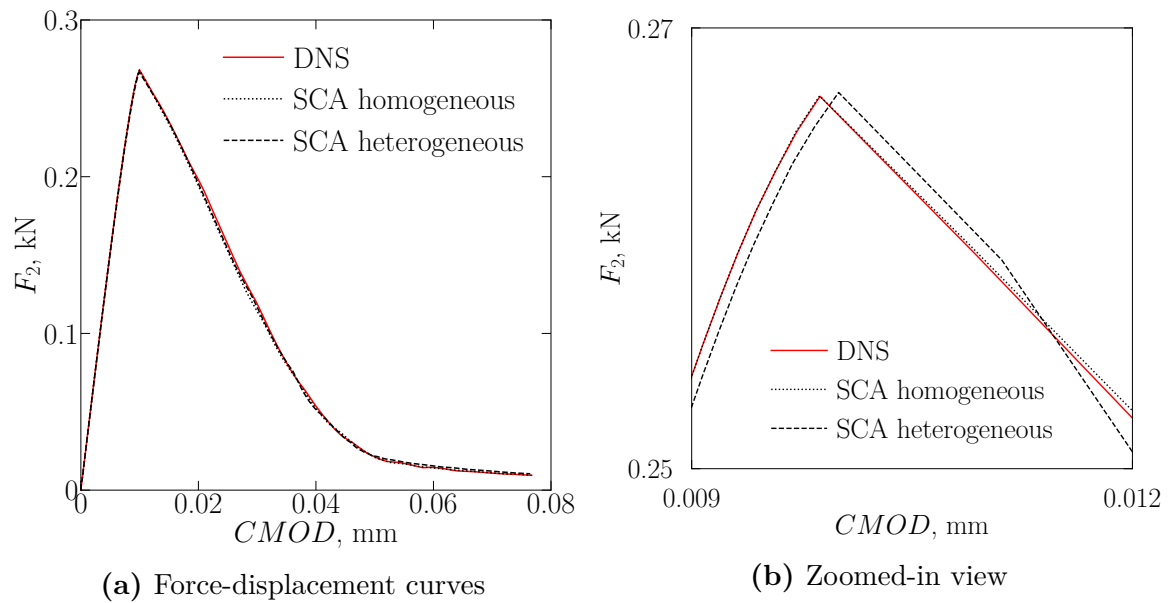 0.3
0.2
0.1
0
F₂, kN
DNS
SCA homogeneous
SCA heterogeneous
0
0.02
0.04
0.06
0.08
CMOD, mm
(a) Force-displacement curves
0.27
0.25
F₂, kN
DNS
SCA homogeneous
SCA heterogeneous
0.009
0.012
CMOD, mm
(b) Zoomed-in view